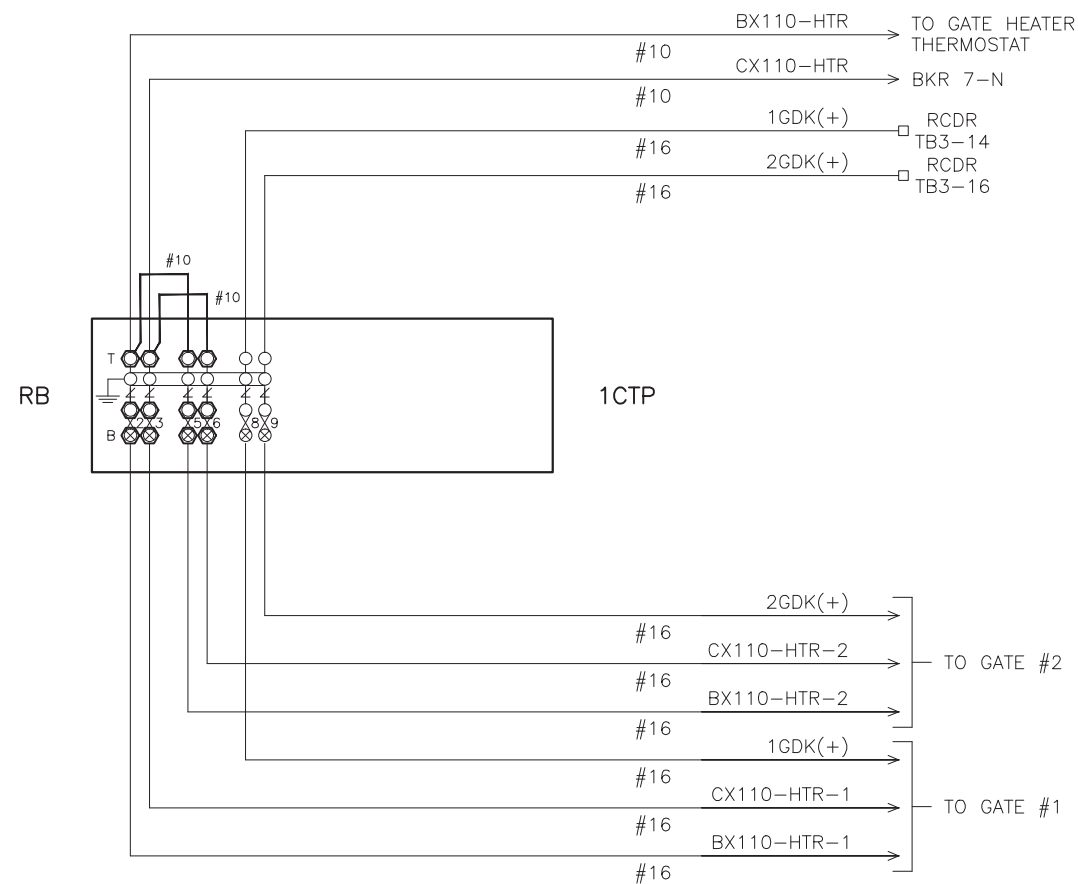 BX110-HTR
TO GATE HEATER
THERMOSTAT
#10
CX110-HTR
BKR 7-N
#10
1GDK(+)
RCDR
TB3-14
#16
2GDK(+)
RCDR
TB3-16
#16
#10
#10
T
RB
1CTP
2 3 5 6 8 9
B
2GDK(+)
#16
CX110-HTR-2
TO GATE #2
#16
BX110-HTR-2
#16
1GDK(+)
#16
CX110-HTR-1
TO GATE #1
#16
BX110-HTR-1
#16